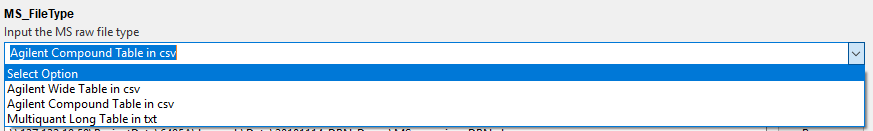 MS_FileType
Input the MS raw file type
Agilent Compound Table in csv
Select Option
Agilent Wide Table in csv
Agilent Compound Table in csv
Multiquant Long Table in txt